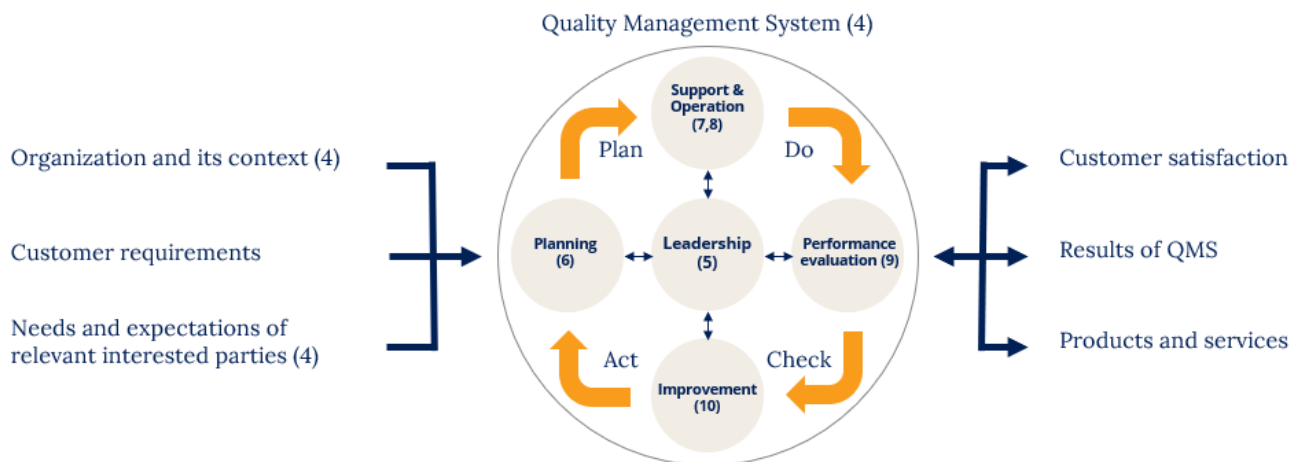 Quality Management System (4)
Support &
Operation
(7,8)
Plan
Do
Organization and its context (4)
Customer satisfaction
Customer requirements
Planning
(6)
Leadership
(5)
Performance
evaluation (9)
Results of QMS
Needs and expectations of
relevant interested parties (4)
Products and services
Act
Check
Improvement
(10)